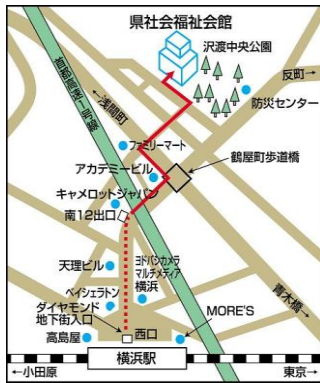 県社会福祉会館
沢渡中央公園
反町→
首都高速1号線
←浅間町
防災センター
ファミリーマート
鶴屋町歩道橋
アカデミービル
キャメロットジャパン
南12出口
天理ビル
ヨドバシカメラ
マルチメディア
横浜
ベイシェラトン
ダイヤモンド
地下街入口
青木橋→
西口
MORE'S
高島屋
横浜駅
←小田原
東京→